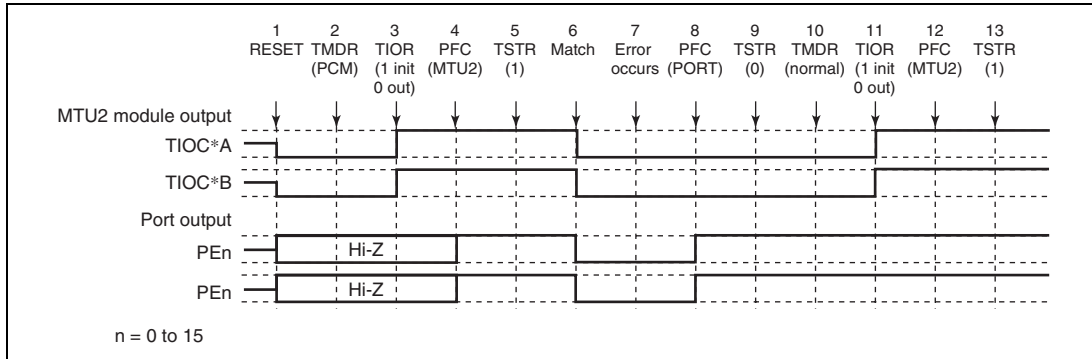 1 2 3 4 5 6 7 8 9 10 11 12 13
RESET TMDR TIOR PFC TSTR Match Error PFC TSTR TMDR TIOR PFC TSTR
(PCM) (1 init (MTU2) (1) occurs (PORT) (0) (normal) (1 init (MTU2) (1)
0 out) 0 out)
MTU2 module output
TIOC*A
TIOC*B
Port output
PEn Hi-Z
PEn Hi-Z
n = 0 to 15